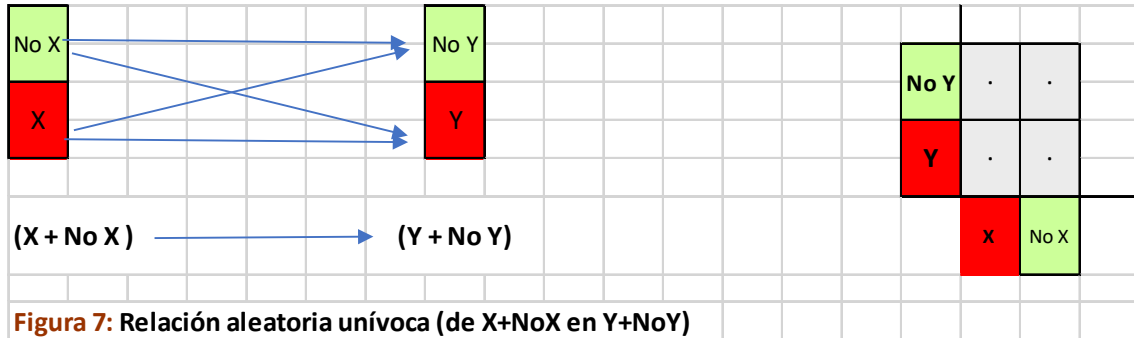 No X
No Y
X
Y
No Y . .
Y . .
X No X
(X + No X ) (Y + No Y)
Figura 7: Relación aleatoria unívoca (de X+NoX en Y+NoY)